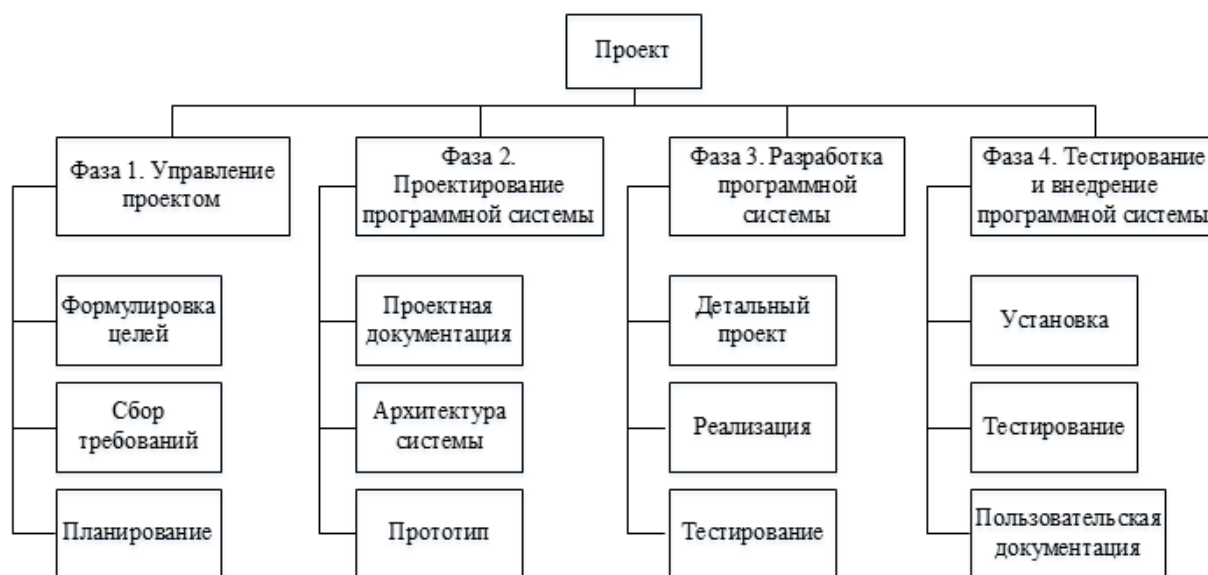 Проект
Фаза 1. Управление
проектом
Фаза 2.
Проектирование
программной системы
Фаза 3. Разработка
программной
системы
Фаза 4. Тестирование
и внедрение
программной системы
Формулировка
целей
Сбор
требований
Планирование
Проектная
документация
Архитектура
системы
Прототип
Детальный
проект
Реализация
Тестирование
Установка
Тестирование
Пользовательская
документация